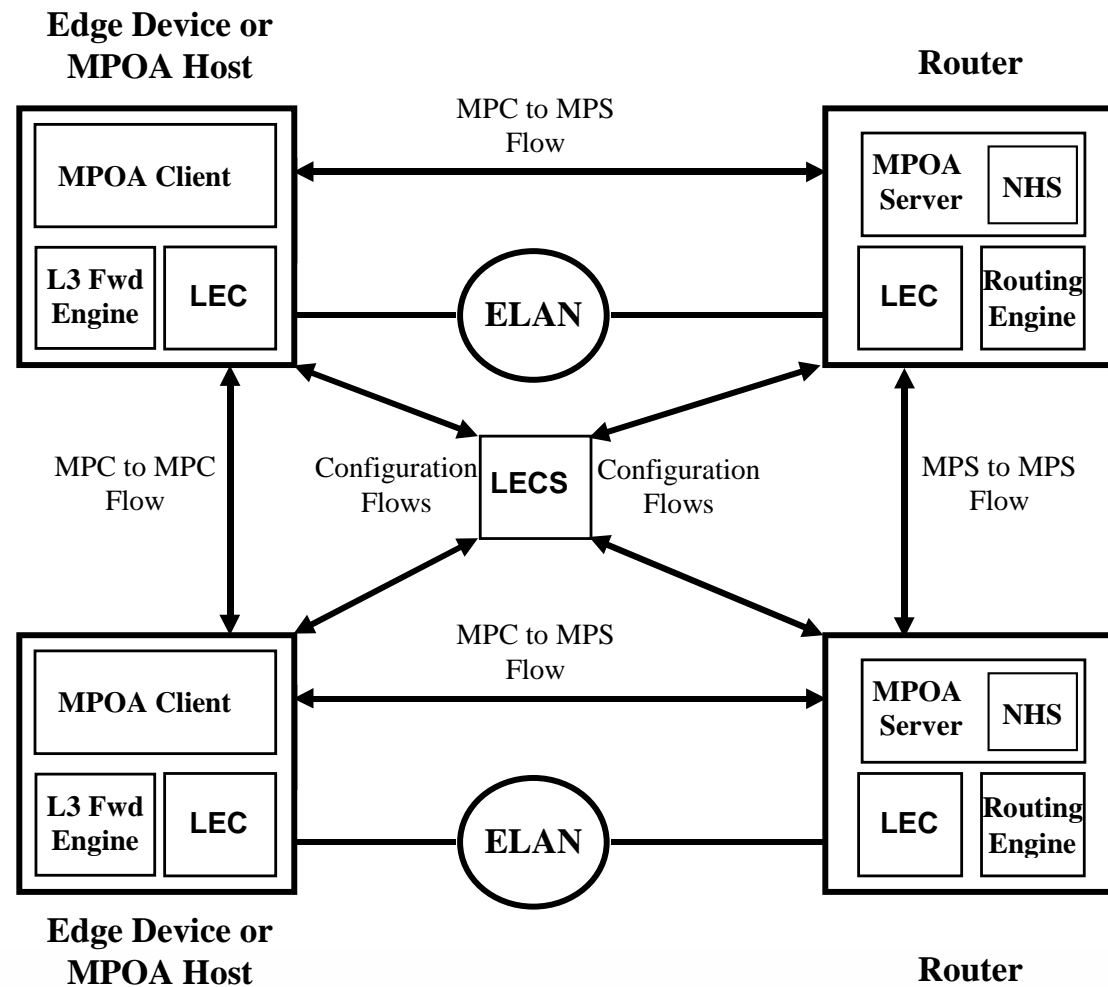 Edge Device or
MPOA Host
Router
MPC to MPS
Flow
MPOA Client
MPOA
Server
NHS
L3 Fwd
Engine
LEC
ELAN
LEC
Routing
Engine
MPC to MPC
Flow
Configuration
Flows
LECS
Configuration
Flows
MPS to MPS
Flow
MPC to MPS
Flow
MPOA Client
MPOA
Server
NHS
L3 Fwd
Engine
LEC
ELAN
LEC
Routing
Engine
Edge Device or
MPOA Host
Router